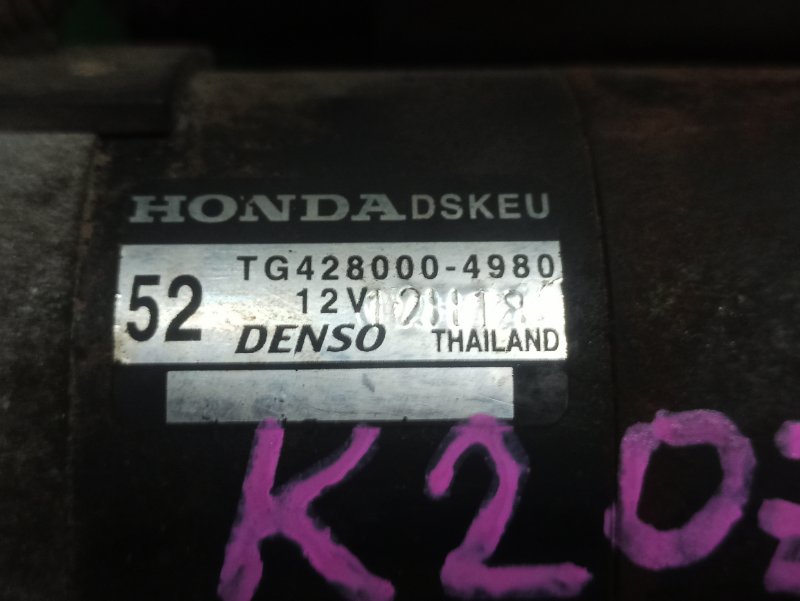 HONDA DSKEU
TG428000-4980
52
12V
DENSO THAILAND
K20